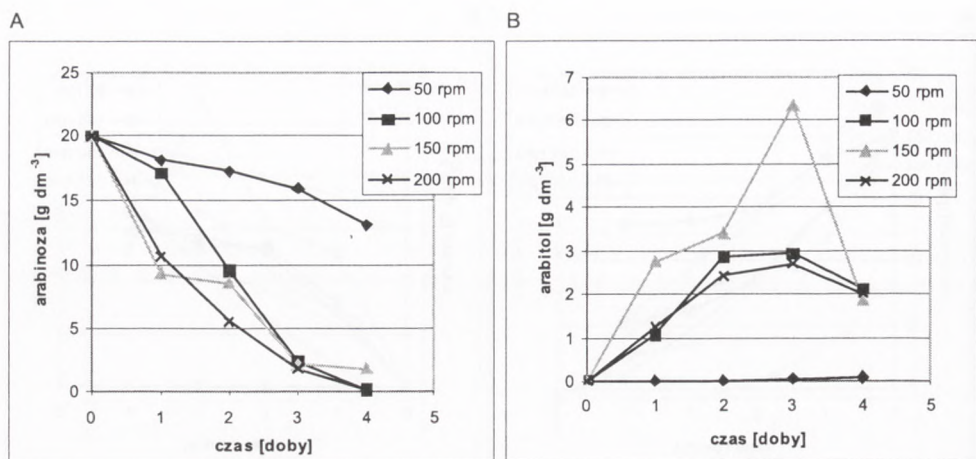 A
arabinoza [g dm⁻³]
25
20
15
10
5
0
0 1 2 3 4 5
czas [doby]
50 rpm
100 rpm
150 rpm
200 rpm
B
arabitol [g dm⁻³]
7
6
5
4
3
2
1
0
0 1 2 3 4 5
czas [doby]
50 rpm
100 rpm
150 rpm
200 rpm